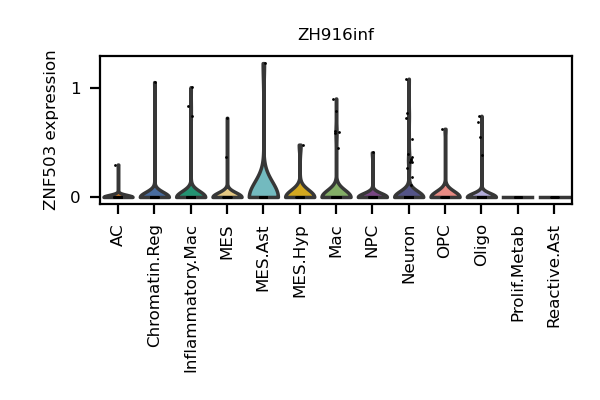 ZH916inf
ZNF503 expression
1
0
AC
Chromatin.Reg
Inflammatory.Mac
MES
MES.Ast
MES.Hyp
Mac
NPC
Neuron
OPC
Oligo
Prolif.Metab
Reactive.Ast